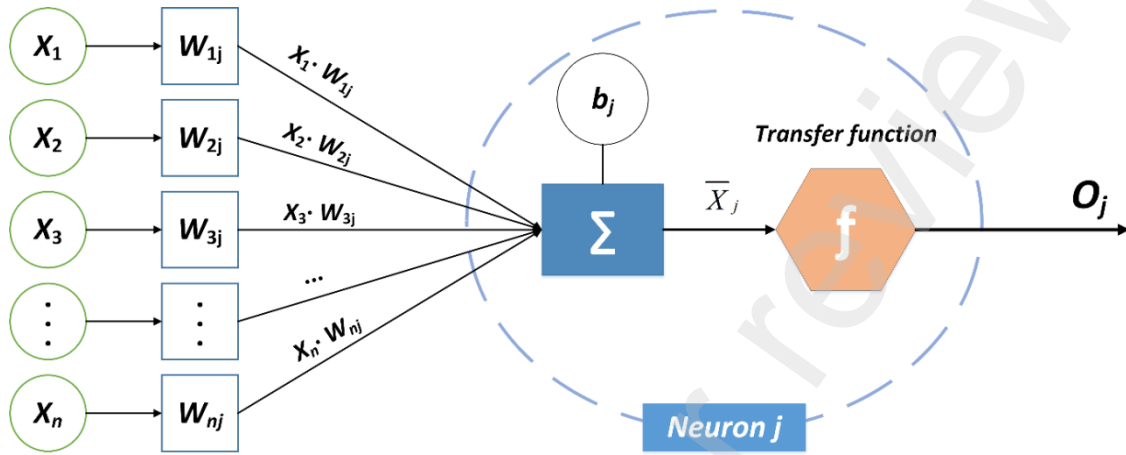 X₁
W₁ⱼ
X₁· W₁ⱼ
X₂
W₂ⱼ
X₂· W₂ⱼ
X₃
W₃ⱼ
X₃· W₃ⱼ
⋮
⋮
...
Xₙ
Wₙⱼ
Xₙ· Wₙⱼ
bⱼ
Σ
X̅ⱼ
Transfer function
f
Oⱼ
Neuron j
r review